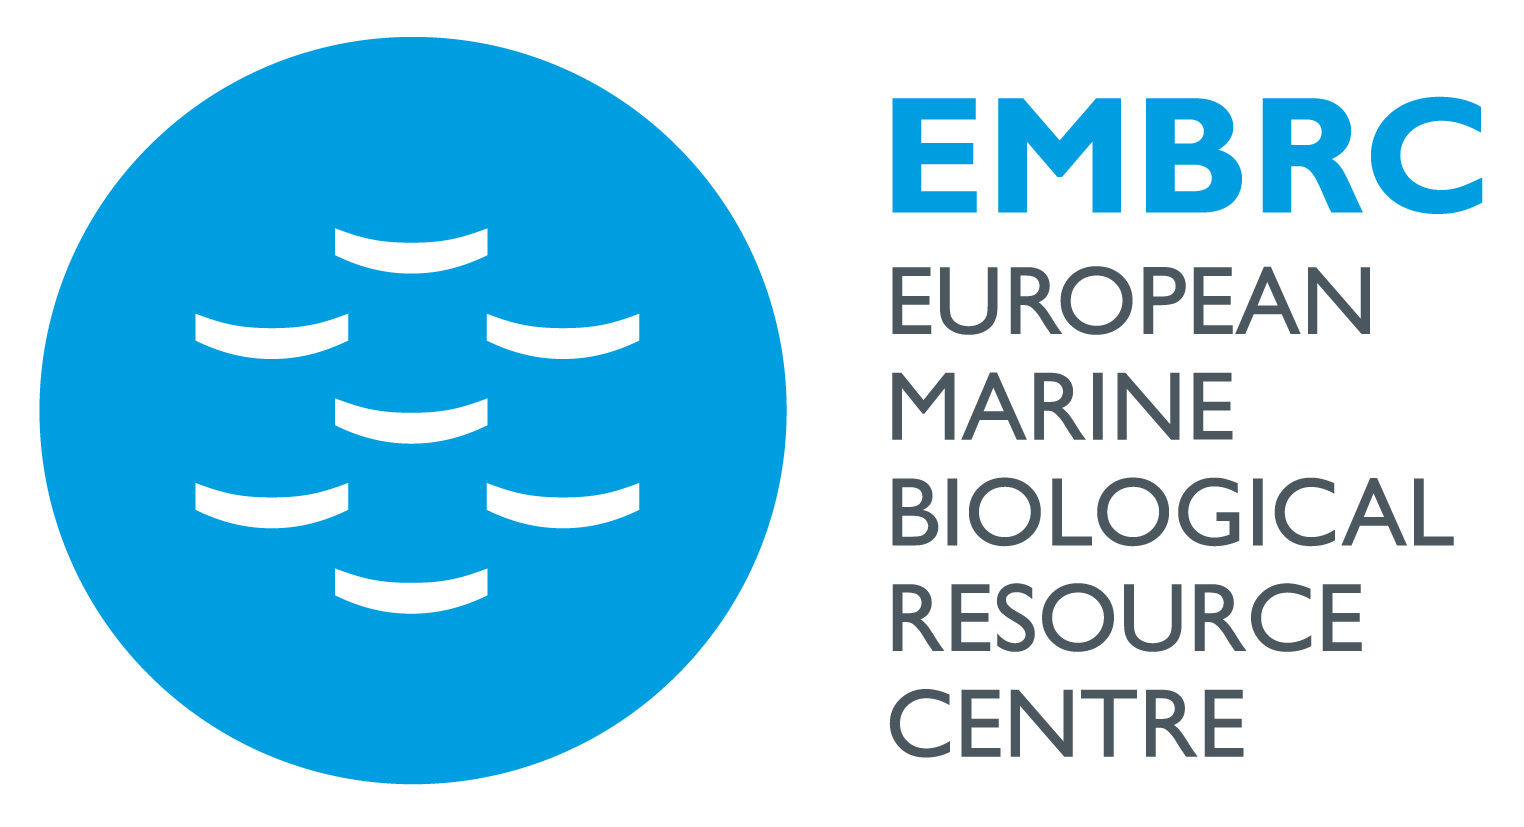 EMBRC
EUROPEAN
MARINE
BIOLOGICAL
RESOURCE
CENTRE